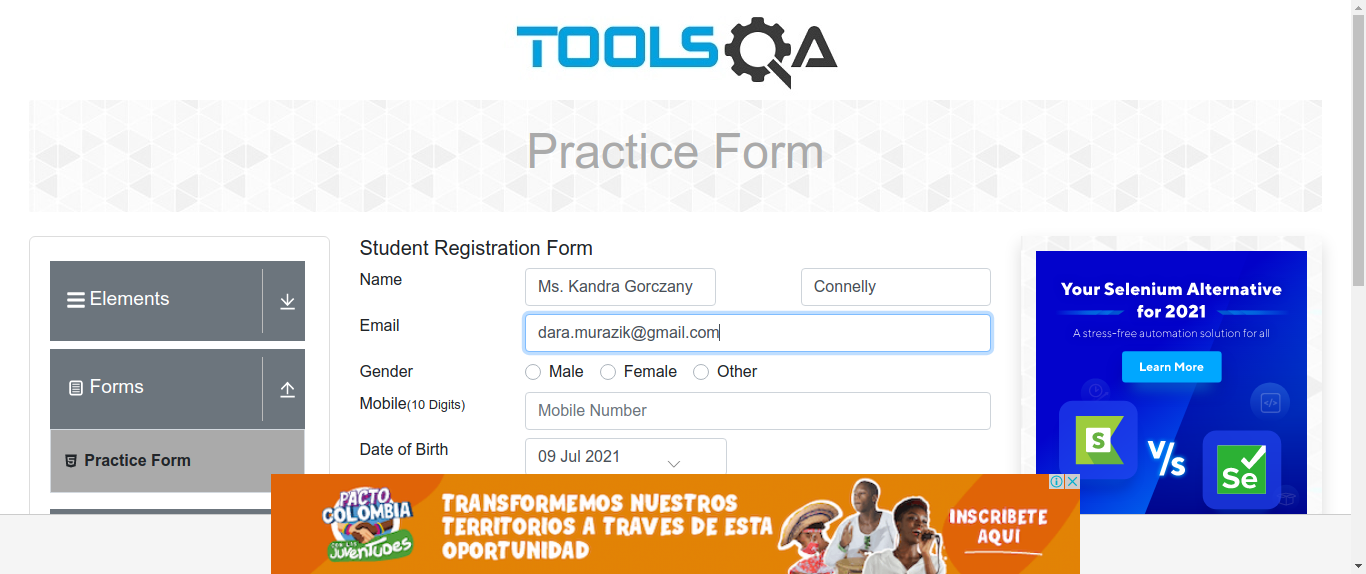 TOOLSQA
Practice Form
Elements
Forms
Practice Form
Student Registration Form
Name
Ms. Kandra Gorczany
Connelly
Email
dara.murazik@gmail.com
Gender
Male
Female
Other
Mobile(10 Digits)
Mobile Number
Date of Birth
09 Jul 2021
Your Selenium Alternative
for 2021
A stress-free automation solution for all
Learn More
S
V/s
Se
PACTO
COLOMBIA
CON LAS
JUVENTUDES
TRANSFORMEMOS NUESTROS
TERRITORIOS A TRAVES DE ESTA
OPORTUNIDAD
INSCRIBETE
AQUI